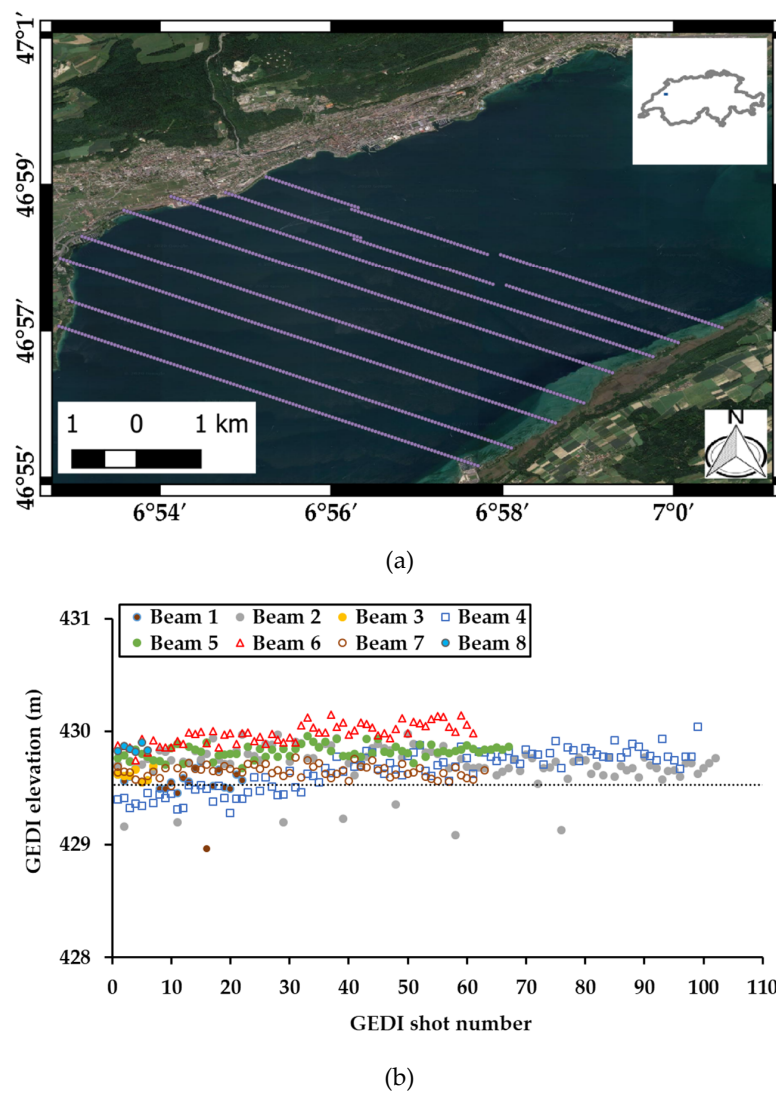 47°1′
46°59′
46°57′
46°55′
N
1 0 1 km
6°54′ 6°56′ 6°58′ 7°0′
(a)
431
430
429
428
GEDI elevation (m)
Beam 1 Beam 2 Beam 3 Beam 4
Beam 5 Beam 6 Beam 7 Beam 8
0 10 20 30 40 50 60 70 80 90 100 110
GEDI shot number
(b)